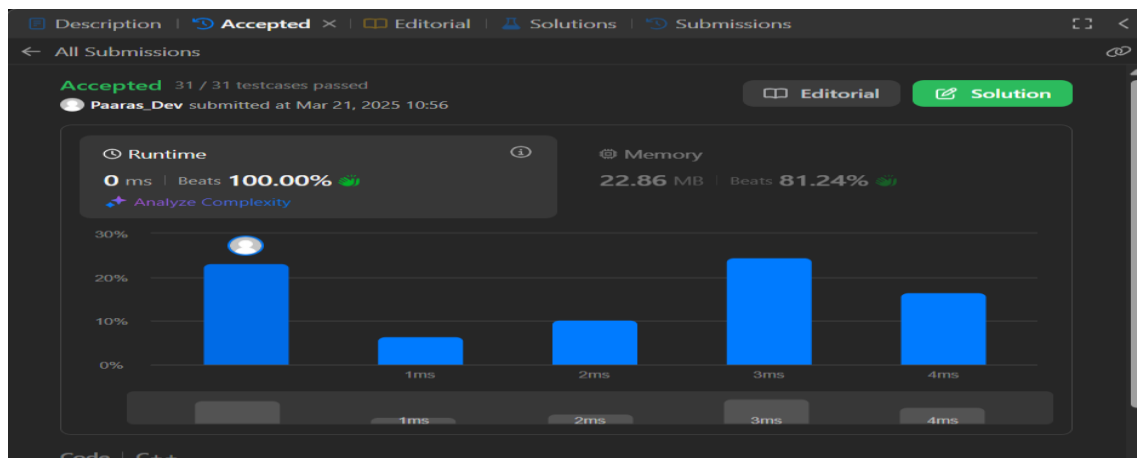 Description | Accepted × | Editorial | Solutions | Submissions
← All Submissions
Accepted 31 / 31 testcases passed
Paaras_Dev submitted at Mar 21, 2025 10:56
Editorial
Solution
Runtime
0 ms | Beats 100.00%
Analyze Complexity
Memory
22.86 MB | Beats 81.24%
30%
20%
10%
0%
1ms 2ms 3ms 4ms
1ms 2ms 3ms 4ms
Code | C++